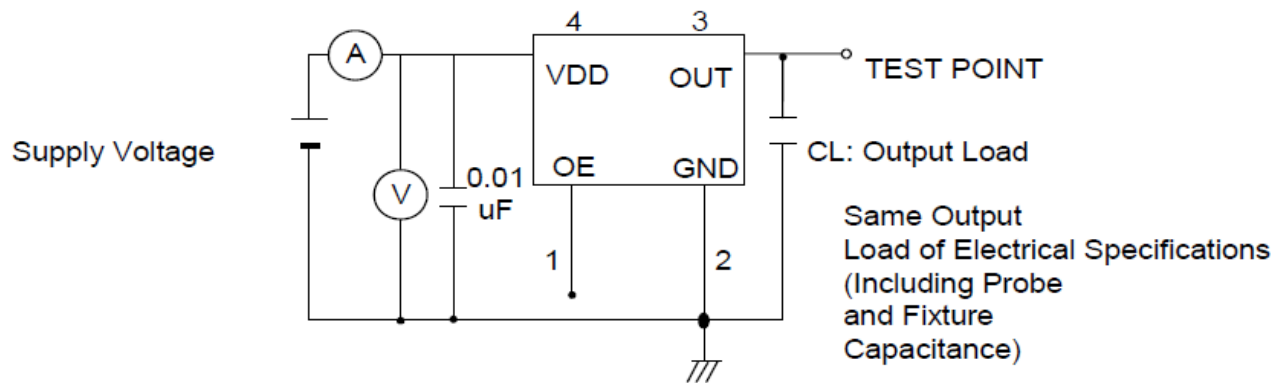 4
3
A
VDD
OUT
TEST POINT
Supply Voltage
CL: Output Load
OE
GND
V
0.01
uF
1
2
Same Output
Load of Electrical Specifications
(Including Probe
and Fixture
Capacitance)